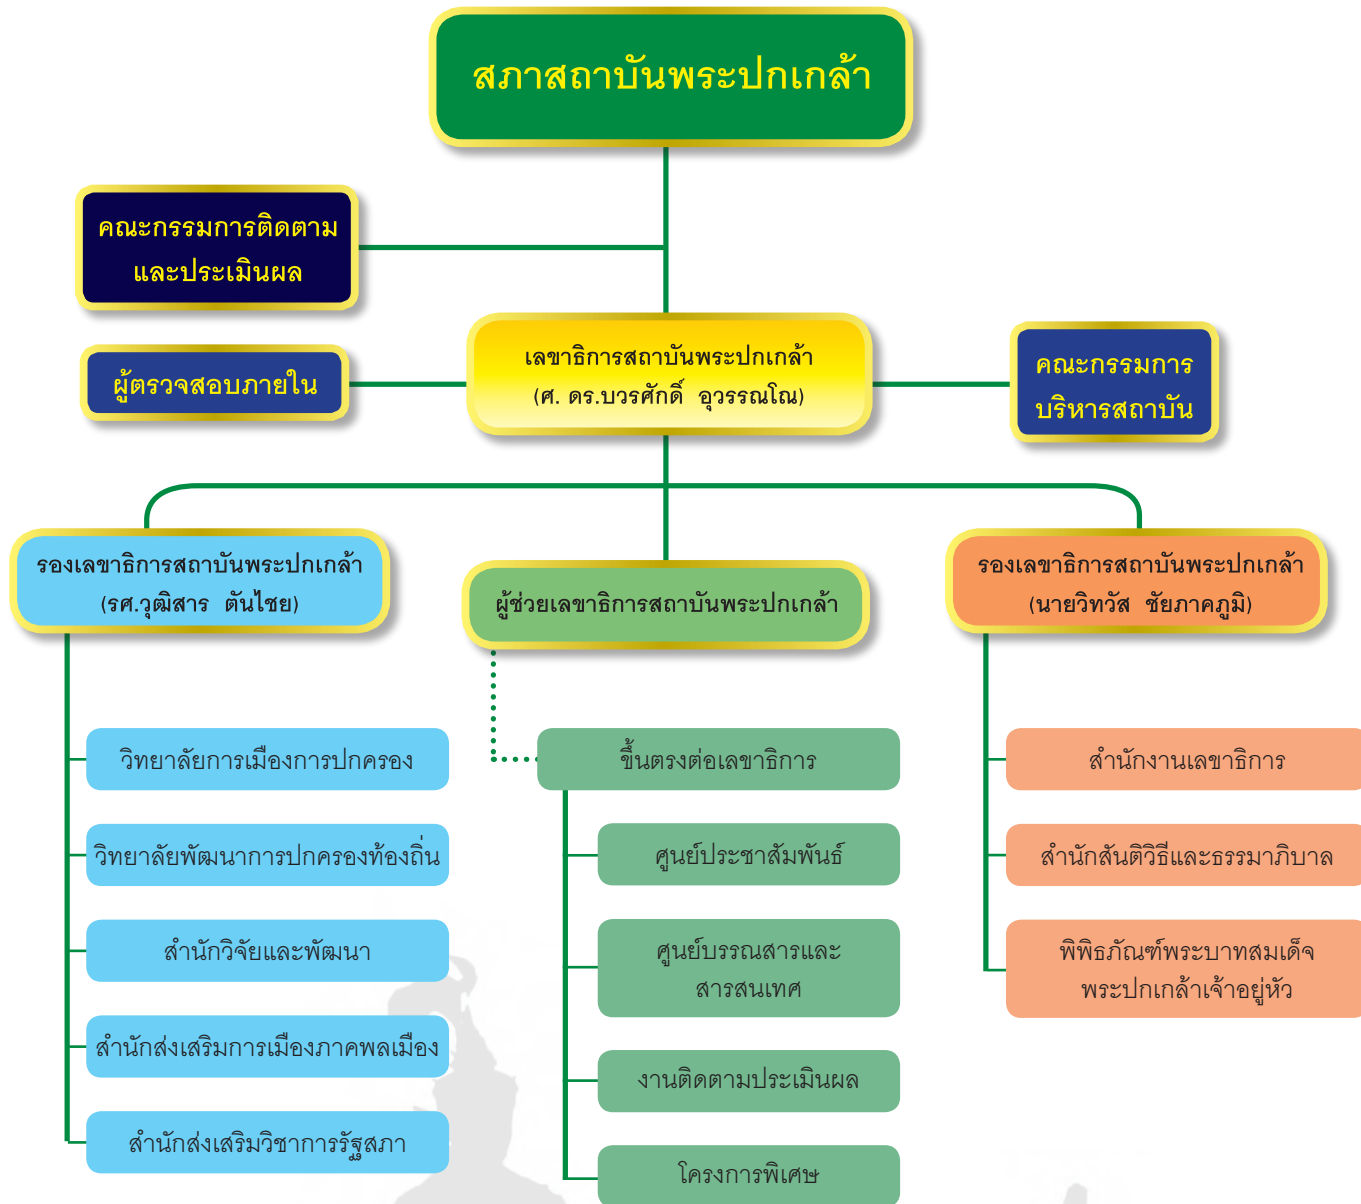 สภาสถาบันพระปกเกล้า
คณะกรรมการติดตาม
และประเมินผล
เลขาธิการสถาบันพระปกเกล้า
(ศ. ดร.บวรศักดิ์ อุวรรณโณ)
ผู้ตรวจสอบภายใน
คณะกรรมการ
บริหารสถาบัน
รองเลขาธิการสถาบันพระปกเกล้า
(รศ.วุฒิสาร ตันไชย)
ผู้ช่วยเลขาธิการสถาบันพระปกเกล้า
รองเลขาธิการสถาบันพระปกเกล้า
(นายวิทวัส ชัยภาคภูมิ)
วิทยาลัยการเมืองการปกครอง
วิทยาลัยพัฒนาการปกครองท้องถิ่น
สำนักวิจัยและพัฒนา
สำนักส่งเสริมการเมืองภาคพลเมือง
สำนักส่งเสริมวิชาการรัฐสภา
ขึ้นตรงต่อเลขาธิการ
ศูนย์ประชาสัมพันธ์
ศูนย์บรรณสารและ
สารสนเทศ
งานติดตามประเมินผล
โครงการพิเศษ
สำนักงานเลขาธิการ
สำนักสันติวิธีและธรรมาภิบาล
พิพิธภัณฑ์พระบาทสมเด็จ
พระปกเกล้าเจ้าอยู่หัว